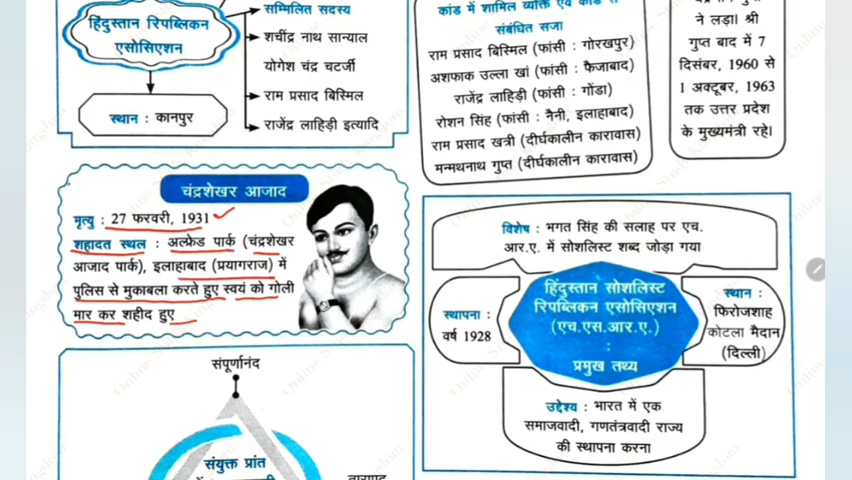 हिंदुस्तान रिपब्लिकन
एसोसिएशन
स्थान : कानपुर
सम्मिलित सदस्य
शचींद्र नाथ सान्याल
योगेश चंद्र चटर्जी
राम प्रसाद बिस्मिल
राजेंद्र लाहिड़ी इत्यादि
संबंधित सजा
राम प्रसाद बिस्मिल (फांसी : गोरखपुर)
अशफाक उल्ला खां (फांसी : फैजाबाद)
राजेंद्र लाहिड़ी (फांसी : गोंडा)
रोशन सिंह (फांसी : नैनी, इलाहाबाद)
राम प्रसाद खत्री (दीर्घकालीन कारावास)
मन्मथनाथ गुप्त (दीर्घकालीन कारावास)
ने लड़ा। श्री
गुप्त बाद में 7
दिसंबर, 1960 से
1 अक्टूबर, 1963
तक उत्तर प्रदेश
के मुख्यमंत्री रहे।
चंद्रशेखर आजाद
मृत्यु : 27 फरवरी, 1931
शहादत स्थल : अल्फ्रेड पार्क (चंद्रशेखर
आजाद पार्क), इलाहाबाद (प्रयागराज) में
पुलिस से मुकाबला करते हुए स्वयं को गोली
मार कर शहीद हुए
विशेष : भगत सिंह की सलाह पर एच.
आर.ए. में सोशलिस्ट शब्द जोड़ा गया
स्थापना :
वर्ष 1928
हिंदुस्तान सोशलिस्ट
रिपब्लिकन एसोसिएशन
(एच.एस.आर.ए.)
:
प्रमुख तथ्य
स्थान :
फिरोजशाह
कोटला मैदान
(दिल्ली)
उद्देश्य : भारत में एक
समाजवादी, गणतंत्रवादी राज्य
की स्थापना करना
संपूर्णानंद
संयुक्त प्रांत